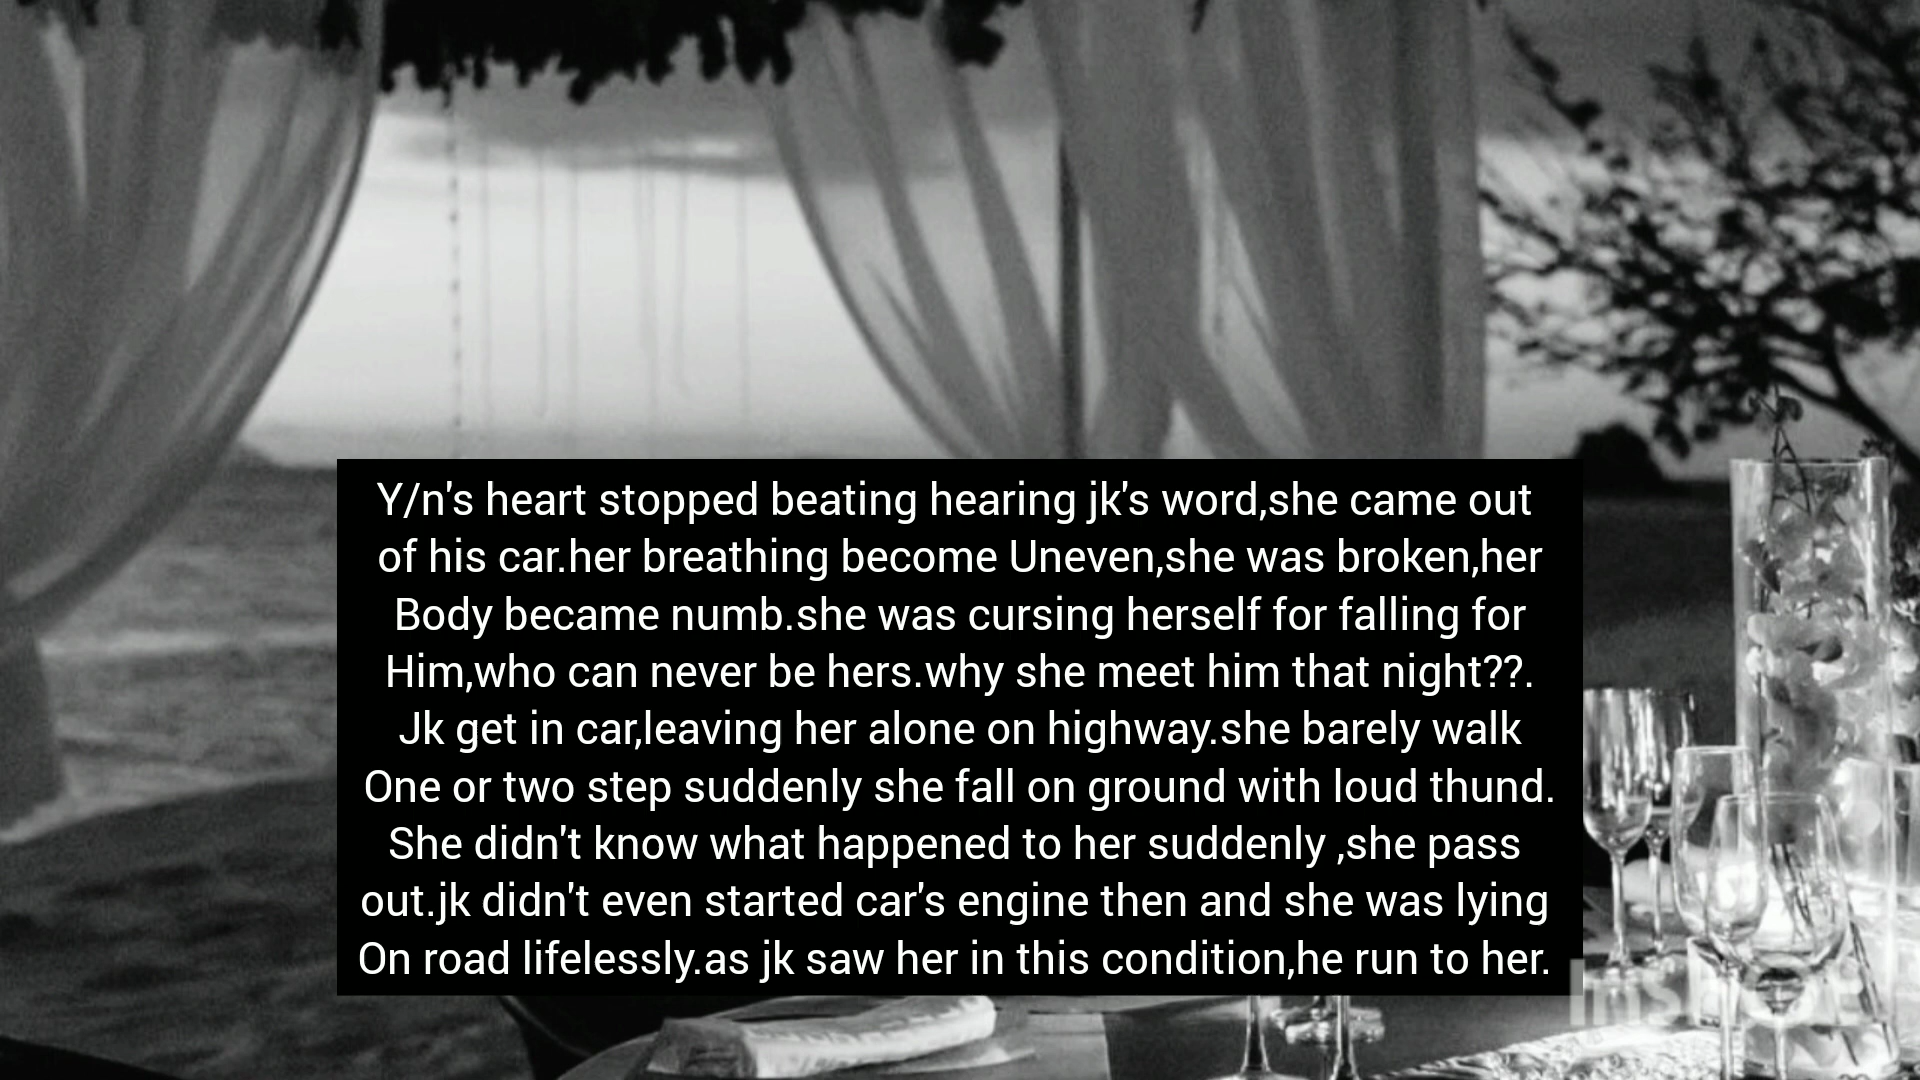 Y/n's heart stopped beating hearing jk's word,she came out
of his car.her breathing become Uneven,she was broken,her
Body became numb.she was cursing herself for falling for
Him,who can never be hers.why she meet him that night??.
Jk get in car,leaving her alone on highway.she barely walk
One or two step suddenly she fall on ground with loud thund.
She didn't know what happened to her suddenly ,she pass
out.jk didn't even started car's engine then and she was lying
On road lifelessly.as jk saw her in this condition,he run to her.